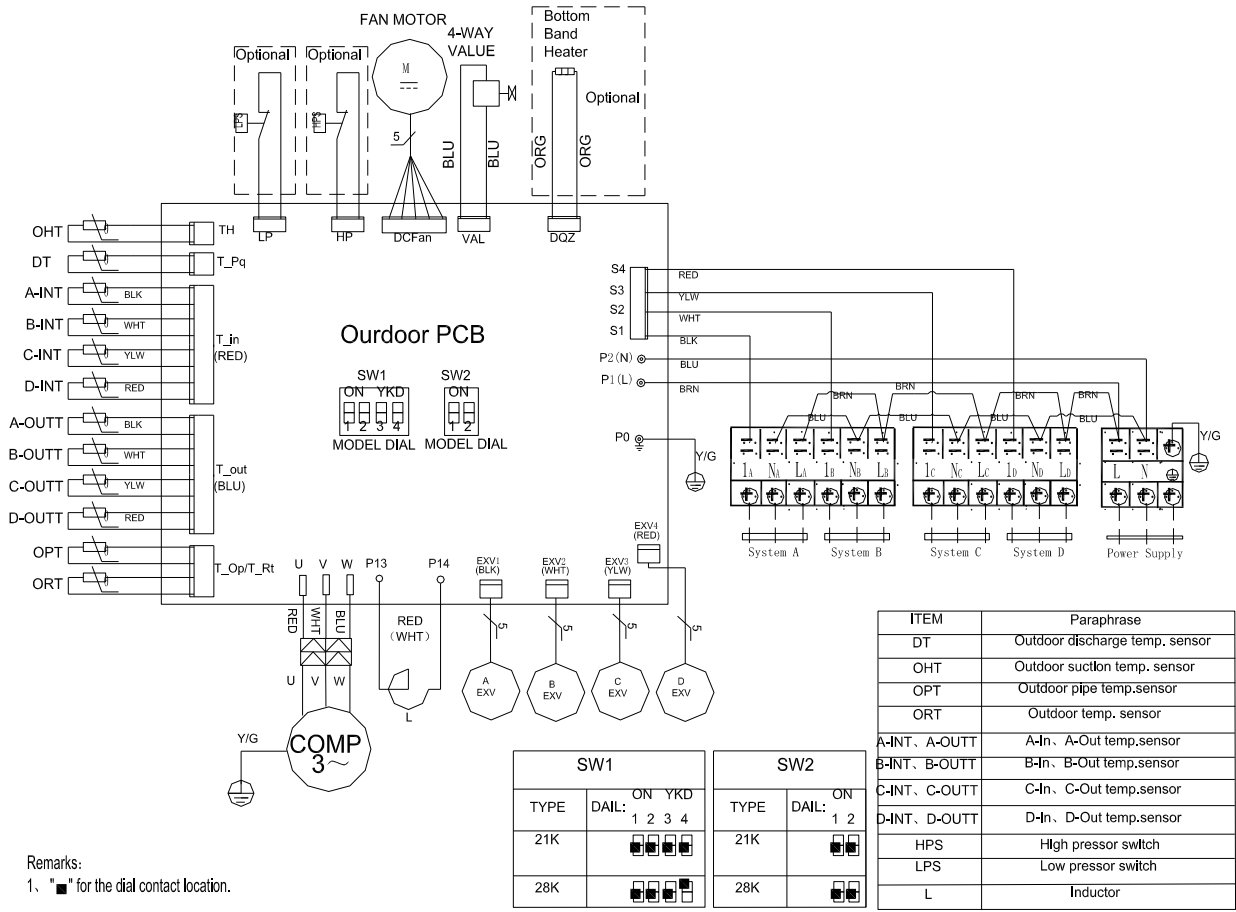 FAN MOTOR
4-WAY
VALUE
Bottom
Band
Heater
Optional
Optional
Optional
M
LPS
HPS
5
BLU
BLU
ORG
ORG
LP
HP
DCFan
VAL
DQZ
OHT
TH
DT
T_Pq
A-INT
BLK
B-INT
WHT
T_in
(RED)
C-INT
YLW
D-INT
RED
A-OUTT
BLK
B-OUTT
WHT
T_out
(BLU)
C-OUTT
YLW
D-OUTT
RED
OPT
T_Op/T_Rt
ORT
Ourdoor PCB
SW1
ON YKD
1 2 3 4
MODEL DIAL
SW2
ON
1 2
MODEL DIAL
S4
RED
S3
YLW
S2
WHT
S1
BLK
P2(N)
BLU
P1(L)
BRN
P0
Y/G
BRN
BRN
BRN
BRN
BLU
BLU
BLU
BLU
Y/G
1A NA LA 1B NB LB
1C NC LC 1D ND LD
L N
System A
System B
System C
System D
Power Supply
U V W
P13
P14
EXV1
(BLK)
EXV2
(WHT)
EXV3
(YLW)
EXV4
(RED)
RED
WHT
BLU
RED
(WHT)
5
5
5
5
U V W
L
A
EXV
B
EXV
C
EXV
D
EXV
COMP
3~
Y/G
SW1
TYPE
DAIL:
ON YKD
1 2 3 4
21K
28K
SW2
TYPE
DAIL:
ON
1 2
21K
28K
ITEM Paraphrase
DT Outdoor discharge temp. sensor
OHT Outdoor suction temp. sensor
OPT Outdoor pipe temp.sensor
ORT Outdoor temp. sensor
A-INT、A-OUTT A-In、A-Out temp.sensor
B-INT、B-OUTT B-In、B-Out temp.sensor
C-INT、C-OUTT C-In、C-Out temp.sensor
D-INT、D-OUTT D-In、D-Out temp.sensor
HPS High pressor switch
LPS Low pressor switch
L Inductor
Remarks:
1、"■" for the dial contact location.